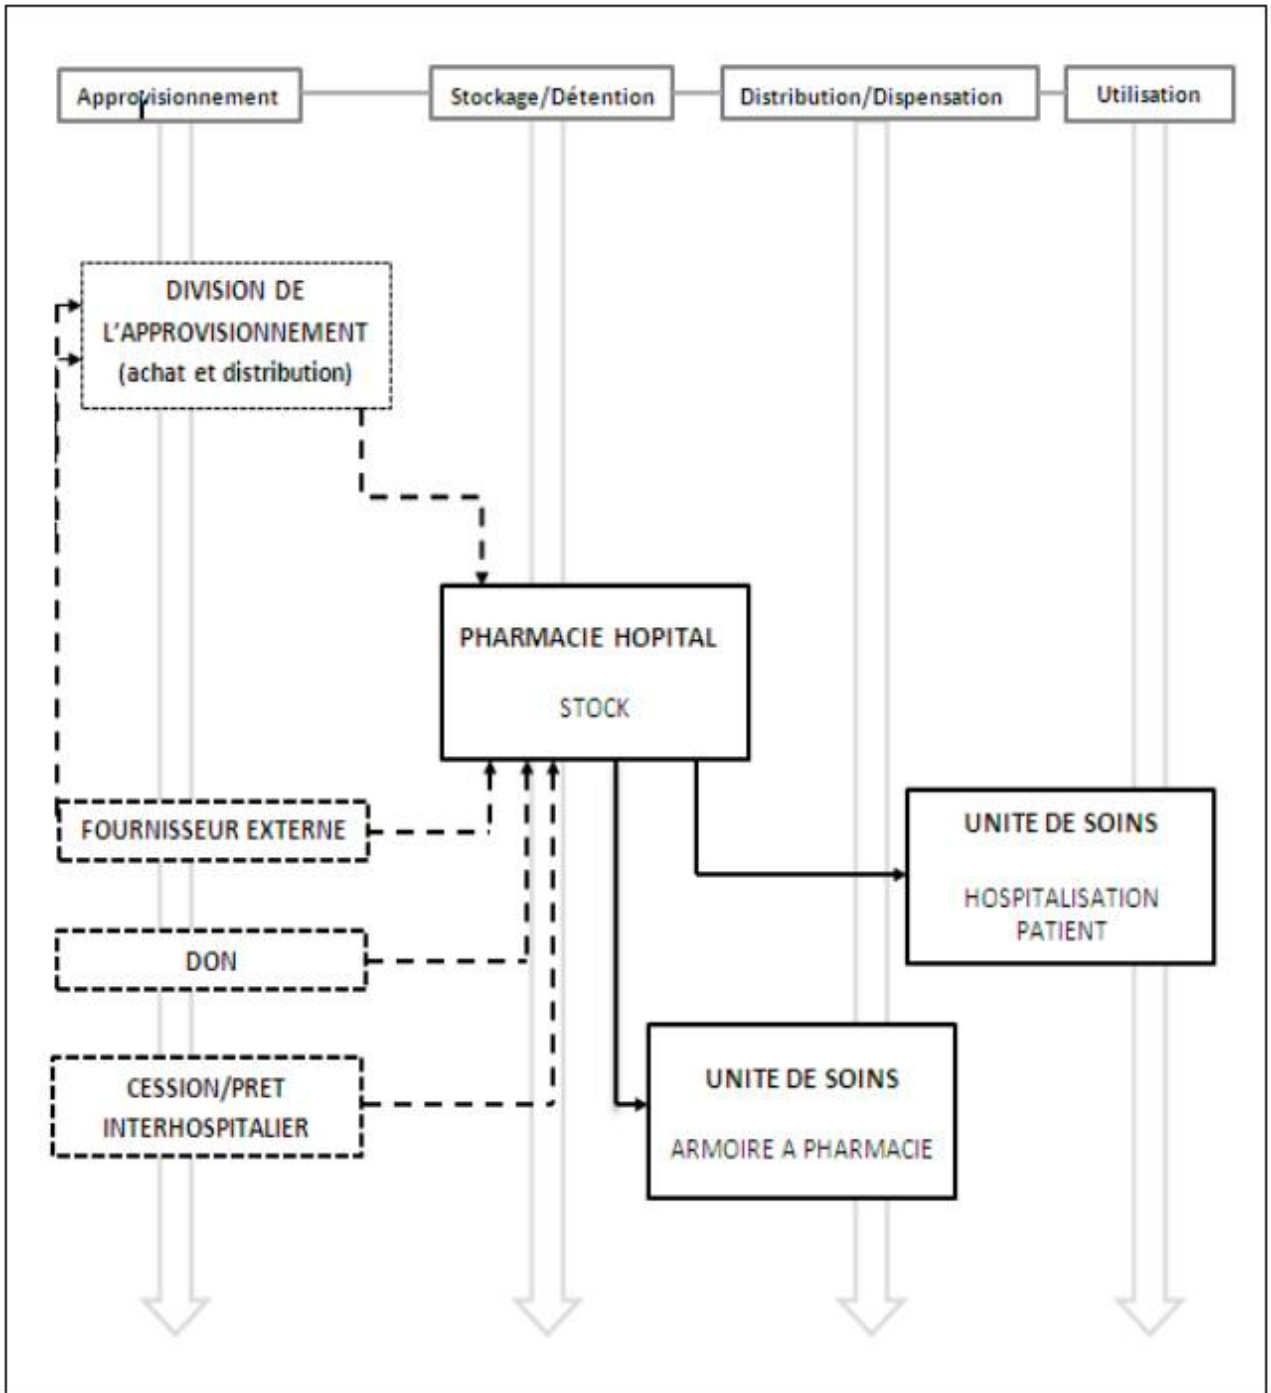 Approvisionnement
Stockage/Détention
Distribution/Dispensation
Utilisation
DIVISION DE
L'APPROVISIONNEMENT
(achat et distribution)
PHARMACIE HOPITAL
STOCK
FOURNISSEUR EXTERNE
UNITE DE SOINS
HOSPITALISATION
PATIENT
DON
CESSION/PRET
INTERHOSPITALIER
UNITE DE SOINS
ARMOIRE A PHARMACIE